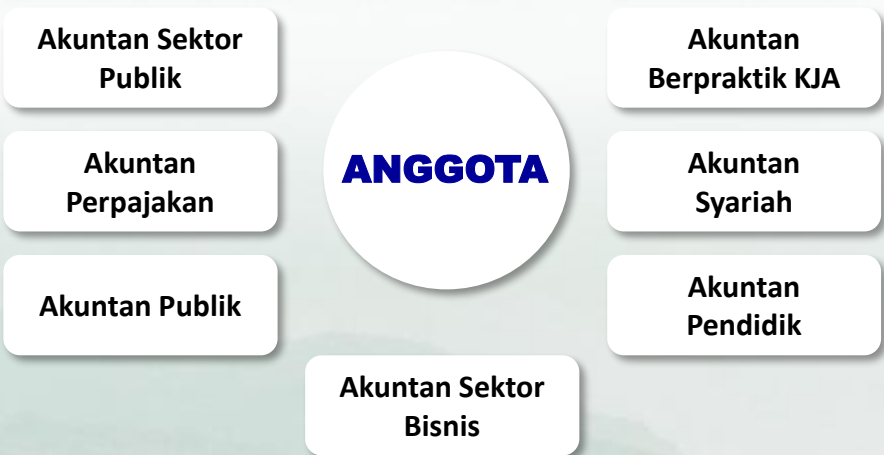 Akuntan Sektor
Publik
Akuntan
Perpajakan
Akuntan Publik
ANGGOTA
Akuntan
Berpraktik KJA
Akuntan
Syariah
Akuntan
Pendidik
Akuntan Sektor
Bisnis